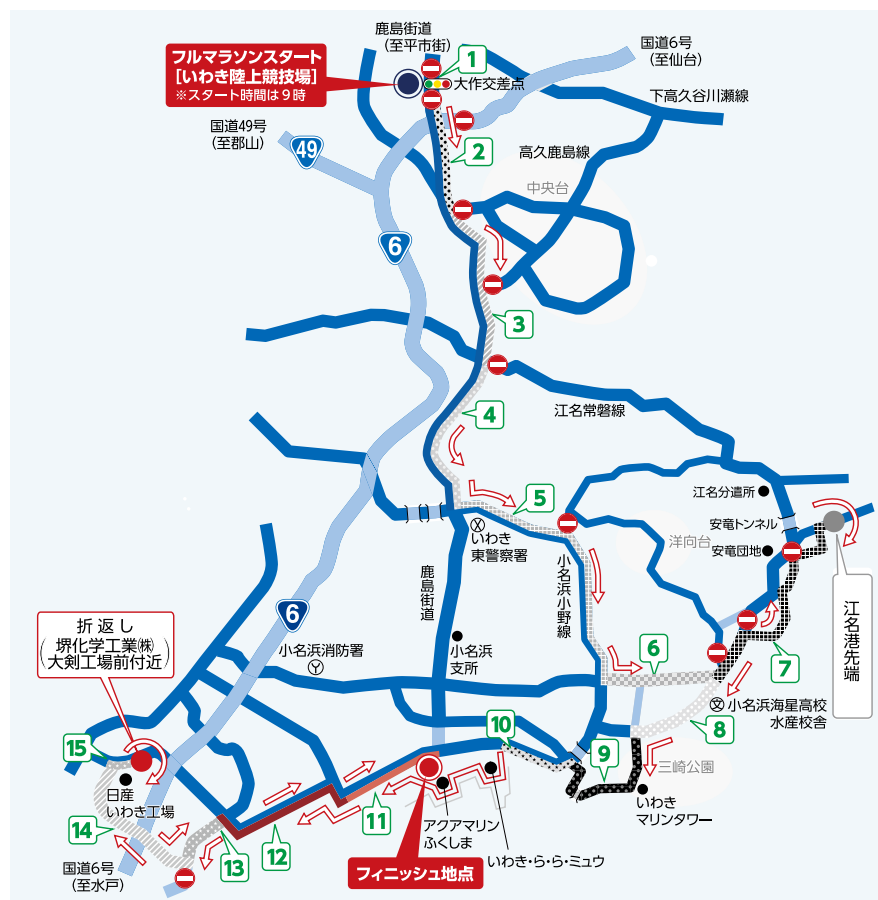 鹿島街道
（至平市街）
国道6号
（至仙台）
フルマラソンスタート
［いわき陸上競技場］
※スタート時間は9時
1
大作交差点
下高久谷川瀬線
国道49号
（至郡山）
49
2
高久鹿島線
中央台
6
3
4
江名常磐線
5
江名分遣所
安竜トンネル
洋向台
安竜団地
いわき
東警察署
鹿島街道
小名浜小野線
江名港先端
折返し
堺化学工業㈱
（大剣工場前付近）
6
小名浜消防署
小名浜
支所
6
7
小名浜海星高校
水産校舎
8
15
10
9
三崎公園
日産
いわき工場
いわき
マリンタワー
14
11
アクアマリン
ふくしま
12
13
いわき・ら・ら・ミュウ
国道6号
（至水戸）
フィニッシュ地点